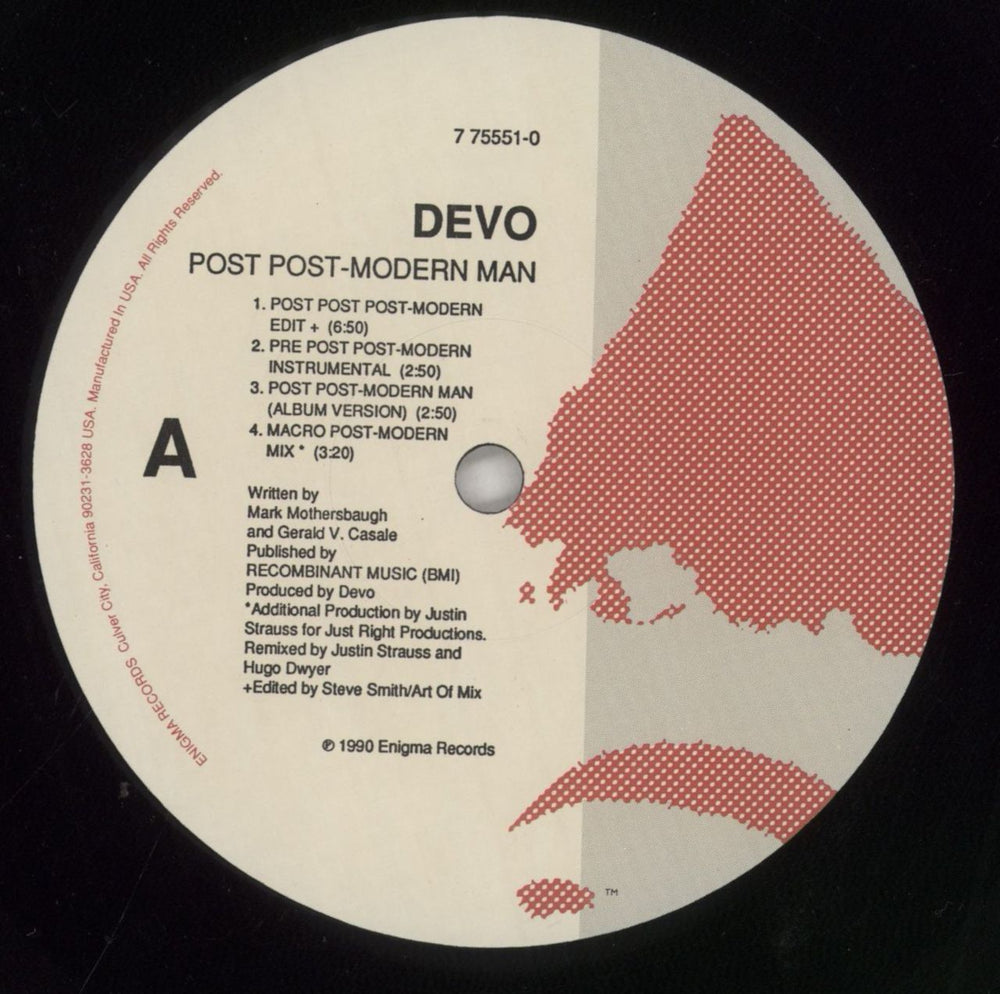 7 75551-0
DEVO
POST POST-MODERN MAN
1. POST POST POST-MODERN
EDIT + (6:50)
2. PRE POST POST-MODERN
INSTRUMENTAL (2:50)
3. POST POST-MODERN MAN
(ALBUM VERSION) (2:50)
4. MACRO POST-MODERN
MIX * (3:20)
A
Written by
Mark Mothersbaugh
and Gerald V. Casale
Published by
RECOMBINANT MUSIC (BMI)
Produced by Devo
*Additional Production by Justin
Strauss for Just Right Productions.
Remixed by Justin Strauss and
Hugo Dwyer
+Edited by Steve Smith/Art Of Mix
℗ 1990 Enigma Records
ENIGMA RECORDS Culver City, California 90231-3628 USA. Manufactured In USA. All Rights Reserved.
TM